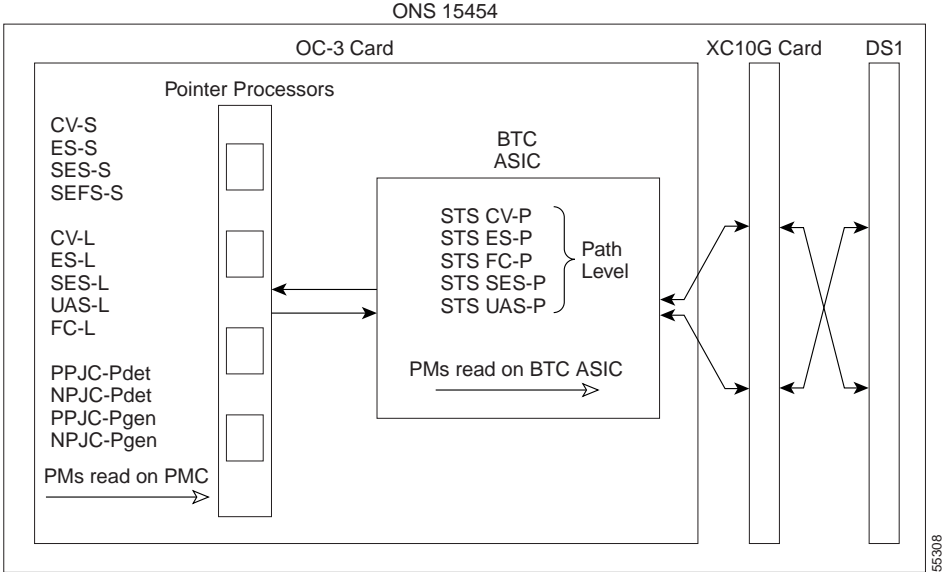 ONS 15454
OC-3 Card
XC10G Card
DS1
Pointer Processors
CV-S
ES-S
SES-S
SEFS-S
CV-L
ES-L
SES-L
UAS-L
FC-L
PPJC-Pdet
NPJC-Pdet
PPJC-Pgen
NPJC-Pgen
PMs read on PMC
BTC
ASIC
STS CV-P
STS ES-P
STS FC-P
STS SES-P
STS UAS-P
Path
Level
PMs read on BTC ASIC
55308